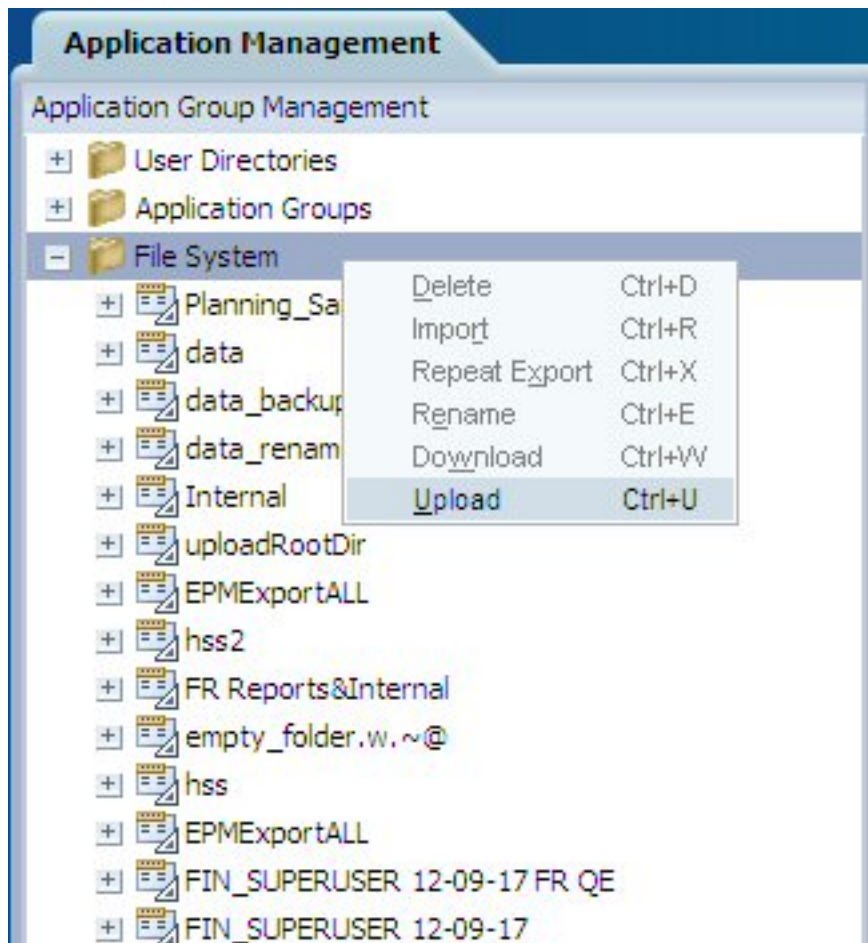 Application Management
Application Group Management
User Directories
Application Groups
File System
Delete Ctrl+D
Import Ctrl+R
Repeat Export Ctrl+X
Rename Ctrl+E
Download Ctrl+W
Upload Ctrl+U
Planning_Sa
data
data_backup
data_renam
Internal
uploadRootDir
EPMExportALL
hss2
FR Reports&Internal
empty_folder.w.~@
hss
EPMExportALL
FIN_SUPERUSER 12-09-17 FR QE
FIN_SUPERUSER 12-09-17